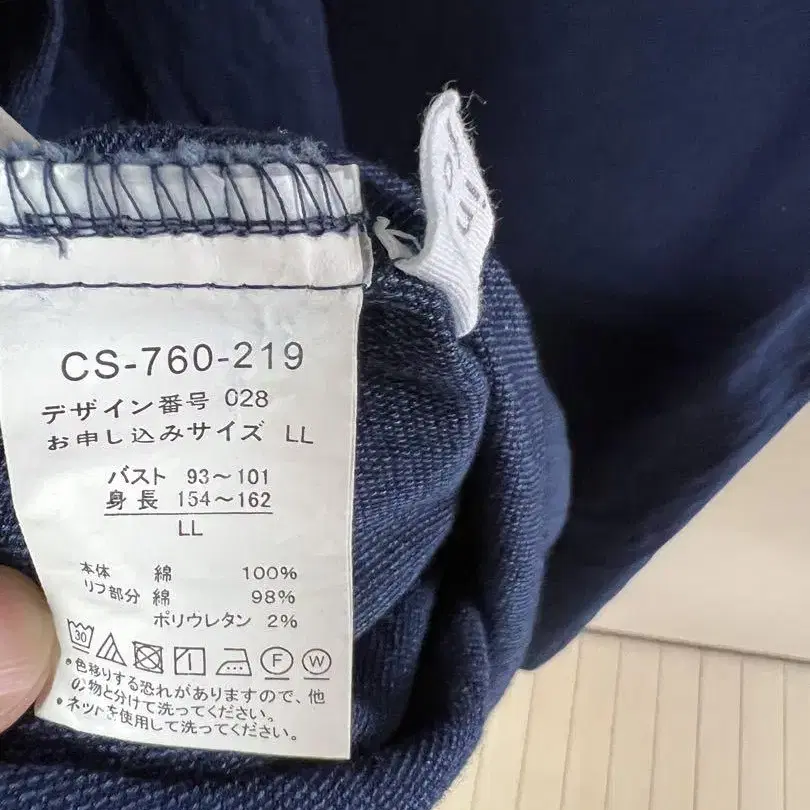 CS-760-219
デザイン番号 028
お申し込みサイズ LL
バスト 93～101
身長 154～162
LL
本体 綿 100%
リブ部分 綿 98%
ポリウレタン 2%
30 F W
•色移りする恐れがありますので、他
の物と分けて洗ってください。
•ネットを使用して洗ってください。